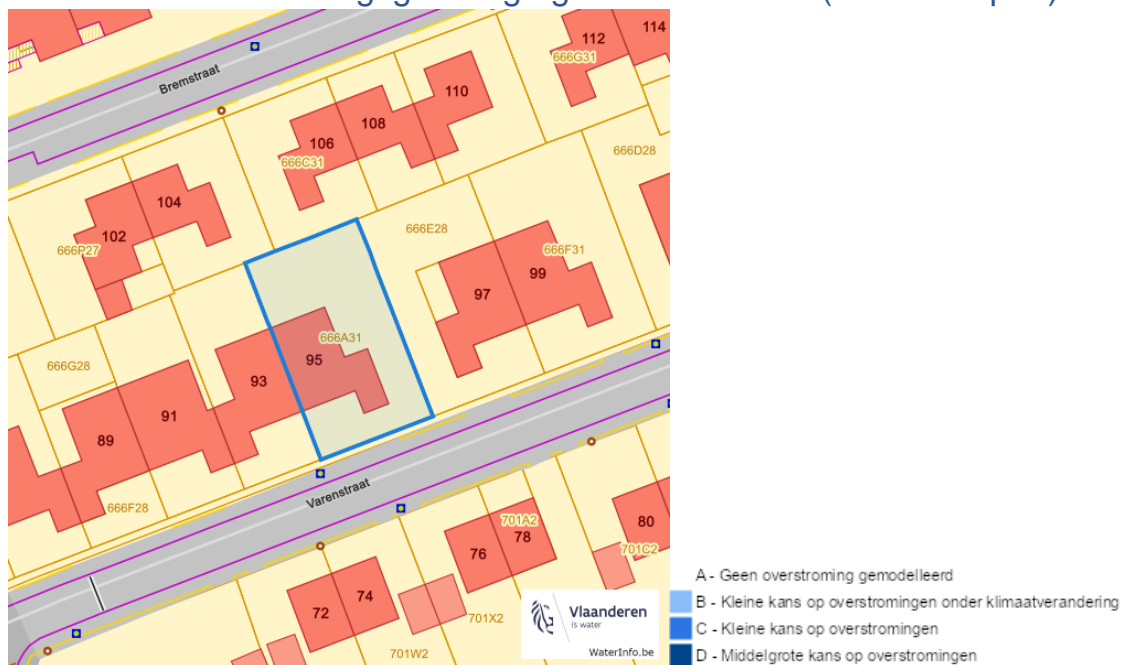 Bremstraat
112
114
666G31
110
108
106
666C31
666D28
104
102
666P27
666E28
666F31
99
97
666A31
95
93
666G28
91
89
666F28
Varenstraat
701A2
78
76
80
701C2
74
72
701X2
701W2
Vlaanderen
is water
WaterInfo.be
A - Geen overstroming gemodelleerd
B - Kleine kans op overstromingen onder klimaatverandering
C - Kleine kans op overstromingen
D - Middelgrote kans op overstromingen